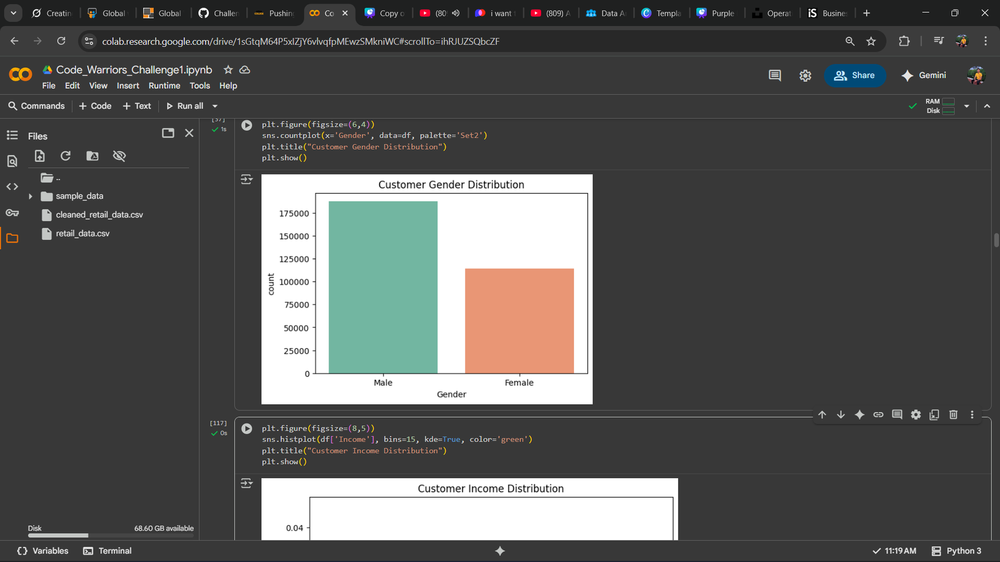 Creatin
Global
Global
Challen
Pushing
Co
Copy o
(80
i want
(809) A
Data A
Templa
Purple
Operat
iS Busines
colab.research.google.com/drive/1sGtqM64P5xIZjY6vlvqfpMEwzSMkniWC#scrollTo=ihRJUZSQbcZF
Code_Warriors_Challenge1.ipynb
Share
Gemini
File Edit View Insert Runtime Tools Help
Commands + Code + Text Run all
RAM
Disk
Files
..
sample_data
cleaned_retail_data.csv
retail_data.csv
Disk 68.60 GB available
[37]
1s
plt.figure(figsize=(6,4))
sns.countplot(x='Gender', data=df, palette='Set2')
plt.title("Customer Gender Distribution")
plt.show()
Customer Gender Distribution
175000
150000
125000
100000
75000
50000
25000
0
count
Male Female
Gender
[117]
0s
plt.figure(figsize=(8,5))
sns.histplot(df['Income'], bins=15, kde=True, color='green')
plt.title("Customer Income Distribution")
plt.show()
Customer Income Distribution
0.04
{} Variables Terminal
11:19 AM Python 3